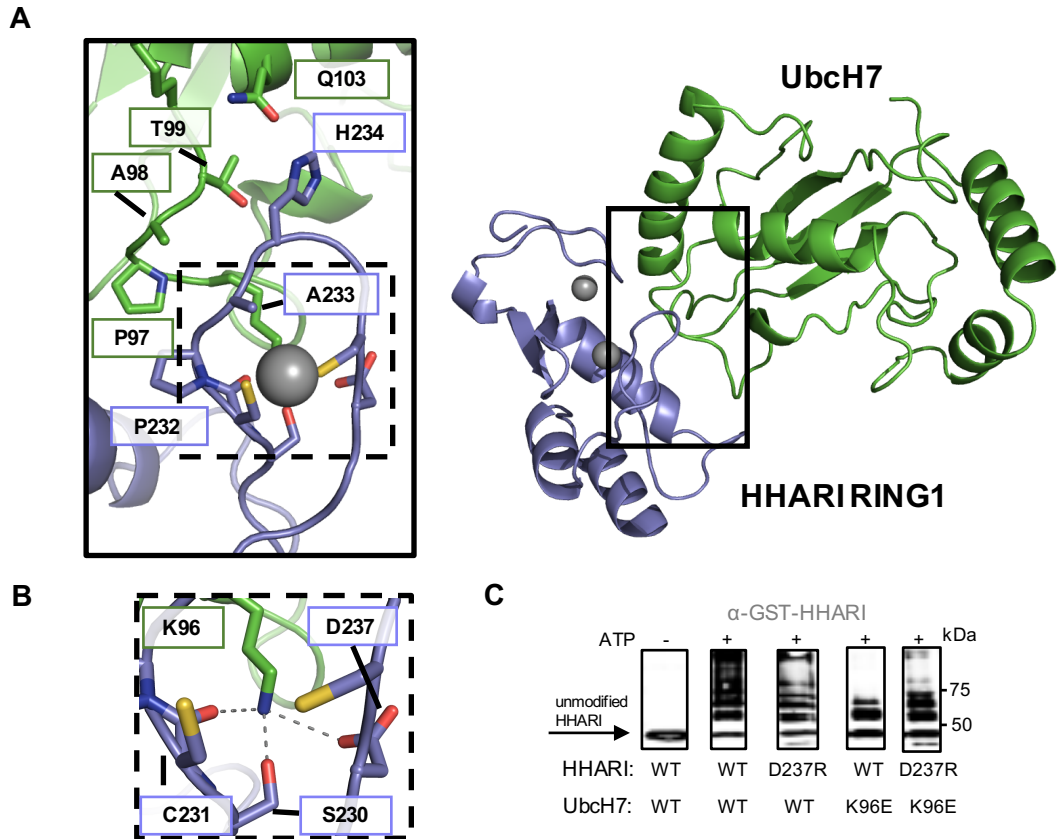 A
Q103
T99
H234
A98
A233
P97
P232
UbcH7
HHARI RING1
B
K96
D237
C231
S230
C
α-GST-HHARI
ATP - + + + + kDa
unmodified
HHARI
75
50
HHARI: WT WT D237R WT D237R
UbcH7: WT WT WT K96E K96E